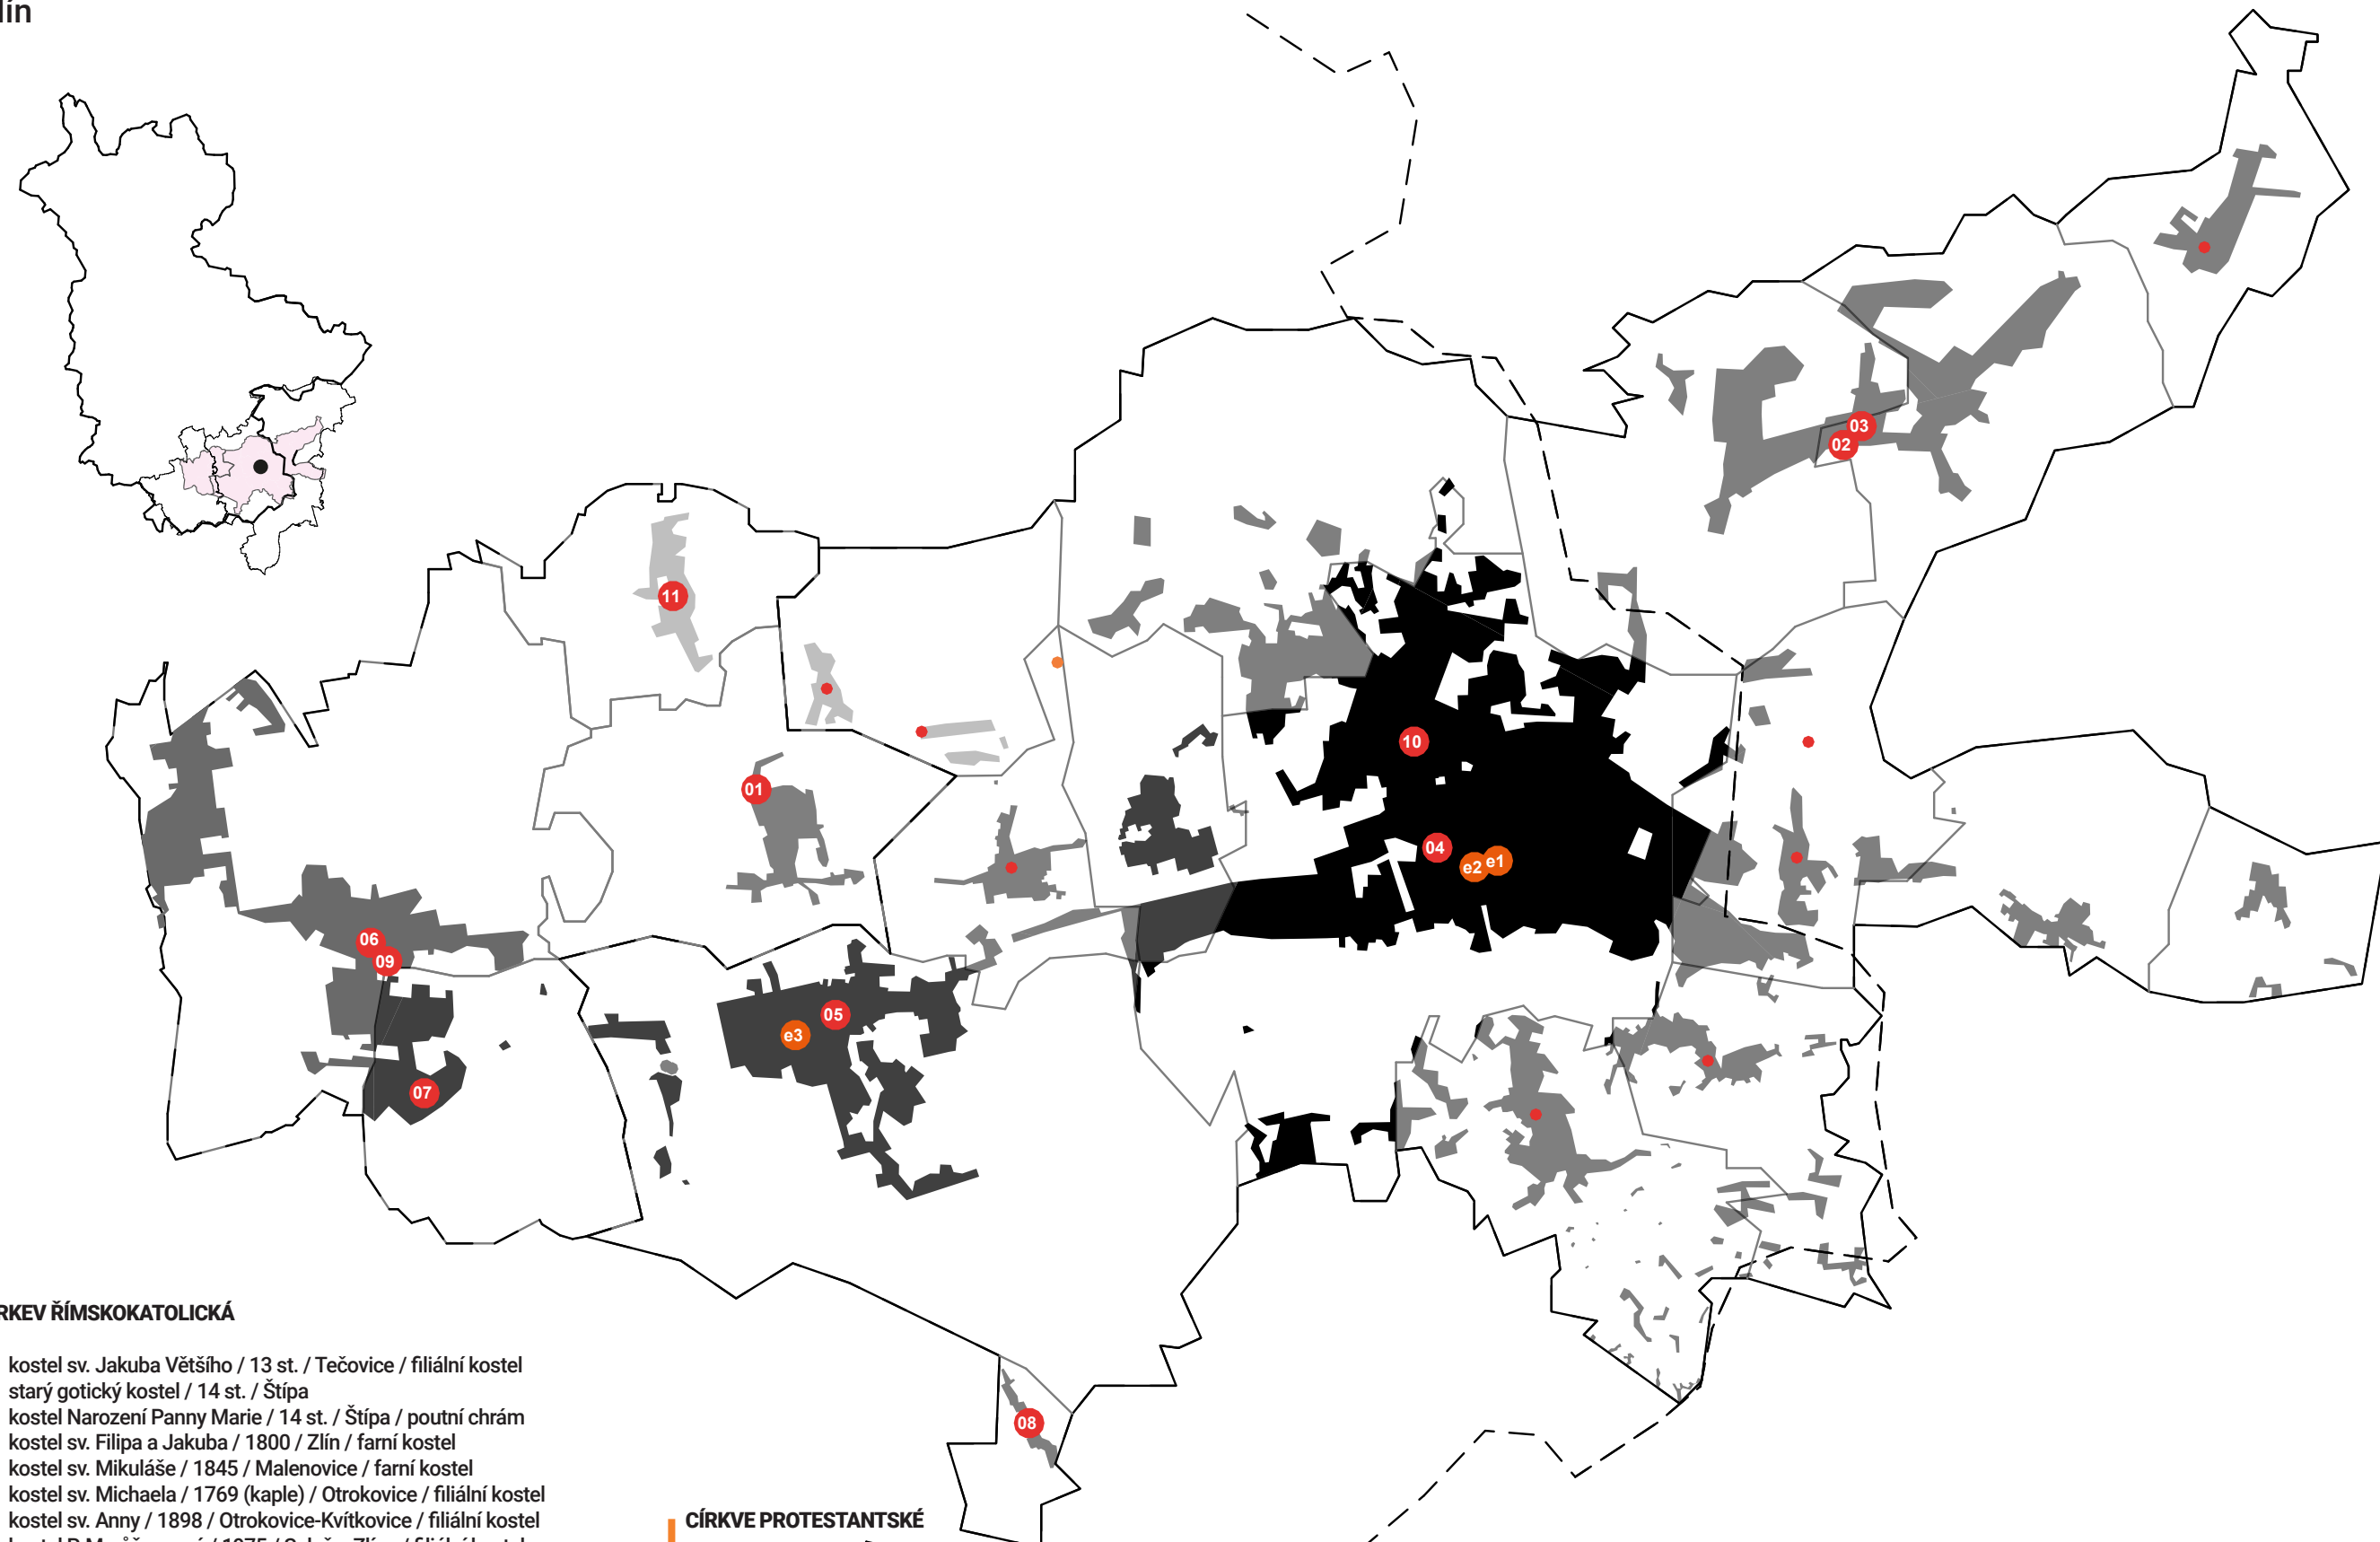 lín
11
03
02
10
01
04
e2
e1
06
09
05
e3
07
08
RKEV ŘÍMSKOKATOLICKÁ
kostel sv. Jakuba Většího / 13 st. / Tečovice / filiální kostel
starý gotický kostel / 14 st. / Štípa
kostel Narození Panny Marie / 14 st. / Štípa / poutní chrám
kostel sv. Filipa a Jakuba / 1800 / Zlín / farní kostel
kostel sv. Mikuláše / 1845 / Malenovice / farní kostel
kostel sv. Michaela / 1769 (kaple) / Otrokovice / filiální kostel
kostel sv. Anny / 1898 / Otrokovice-Kvítkovice / filiální kostel
CÍRKVE PROTESTANTSKÉ